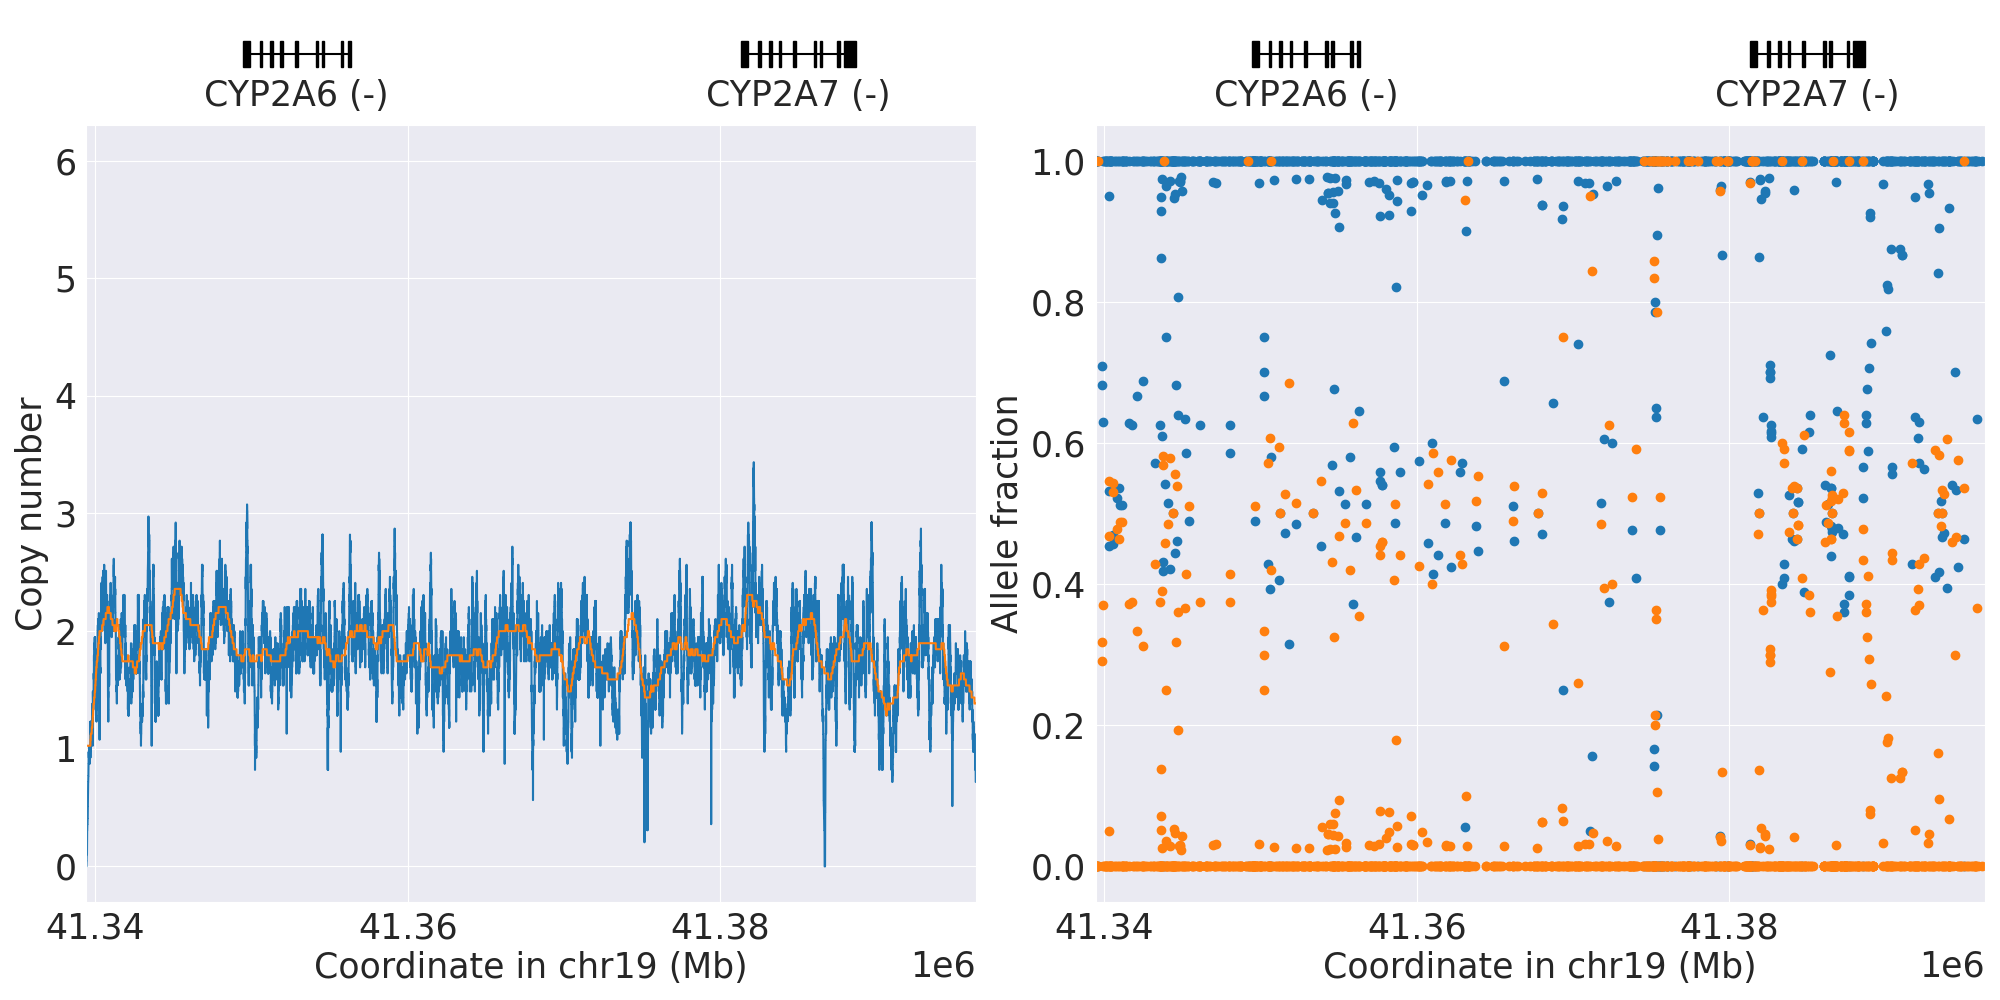 CYP2A6 (-)
CYP2A7 (-)
6
5
4
3
2
1
0
Copy number
41.34
41.36
41.38
Coordinate in chr19 (Mb)
1e6
CYP2A6 (-)
CYP2A7 (-)
1.0
0.8
0.6
0.4
0.2
0.0
Allele fraction
41.34
41.36
41.38
Coordinate in chr19 (Mb)
1e6